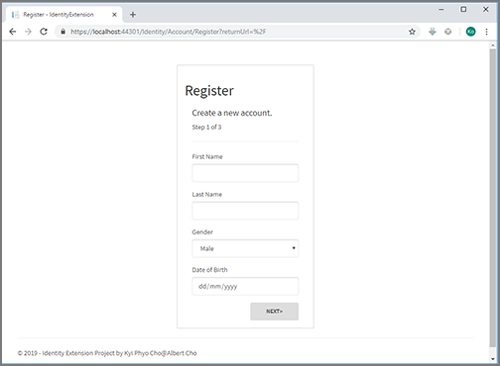 Register - IdentityExtension
https://localhost:44301/Identity/Account/Register?returnUrl=%2F
Ko
Register
Create a new account.
Step 1 of 3
First Name
Last Name
Gender
Male
Date of Birth
dd/mm/yyyy
NEXT>
© 2019 - Identity Extension Project by Kyi Phyo Cho@Albert Cho